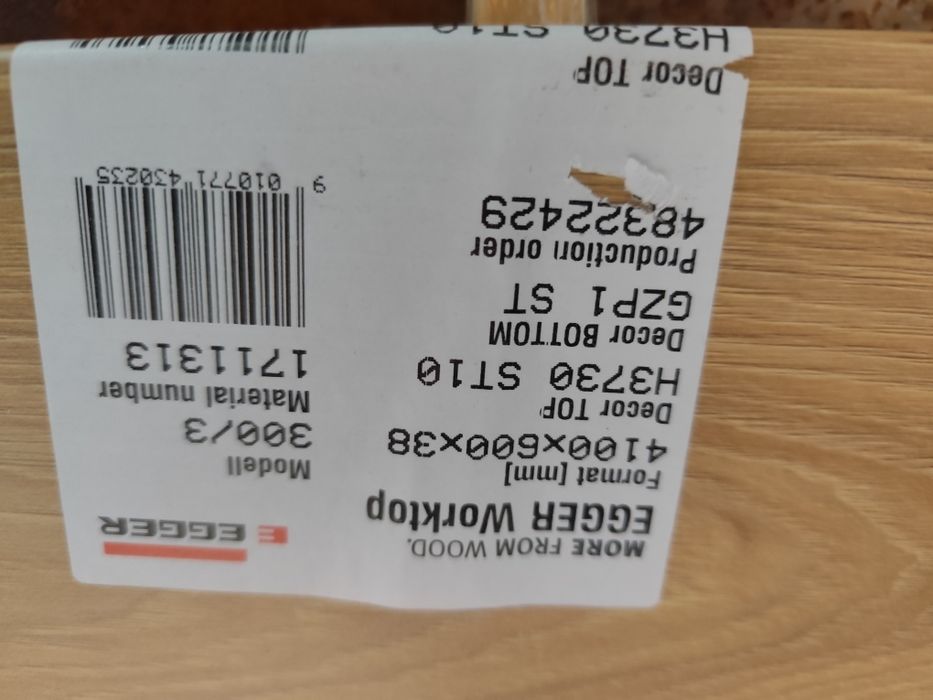 MORE FROM WOOD.
EGGER
EGGER Worktop
Format [mm]
4100x600x38
Modell
300/3
Decor TOP
H3730 ST10
Material number
1711313
Decor BOTTOM
GZP1 ST
Production order
48322429
9 010771 430235
Decor TOP
H3730 ST10